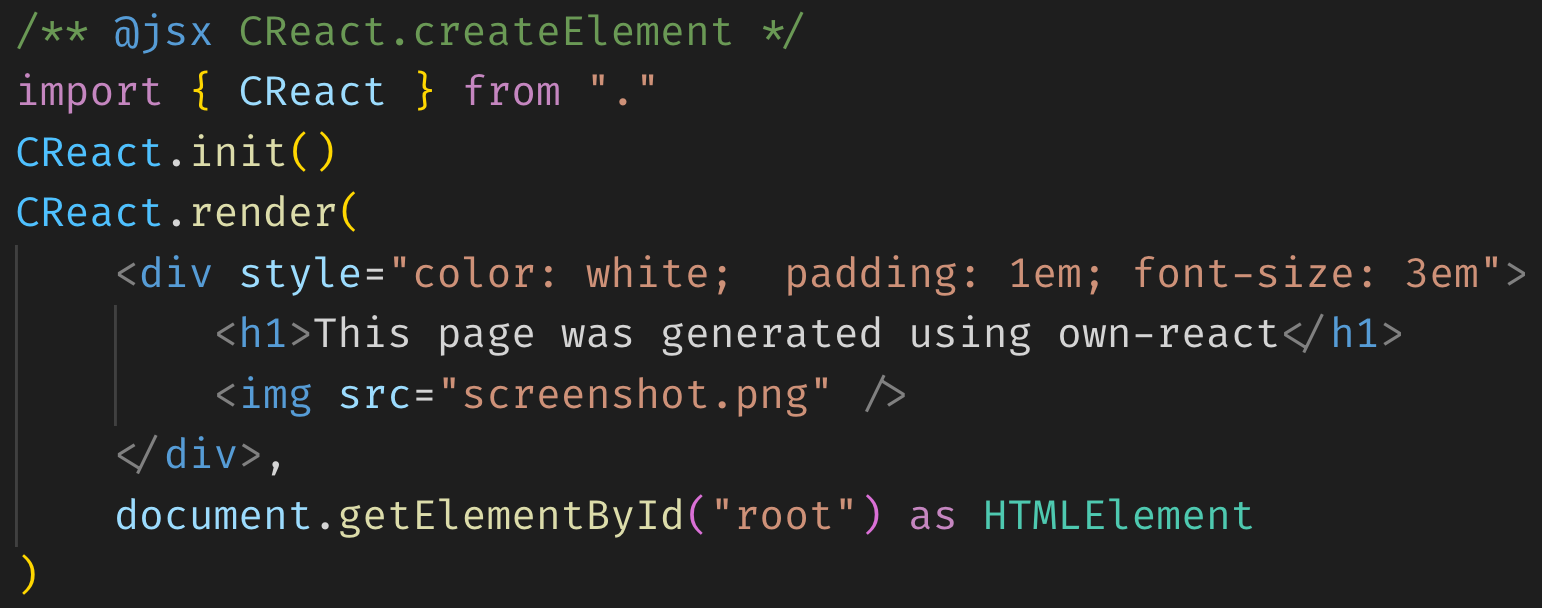 /** @jsx CReact.createElement */
import { CReact } from "."
CReact.init()
CReact.render(
    <div style="color: white;  padding: 1em; font-size: 3em">
        <h1>This page was generated using own-react</h1>
        <img src="screenshot.png" />
    </div>,
    document.getElementById("root") as HTMLElement
)